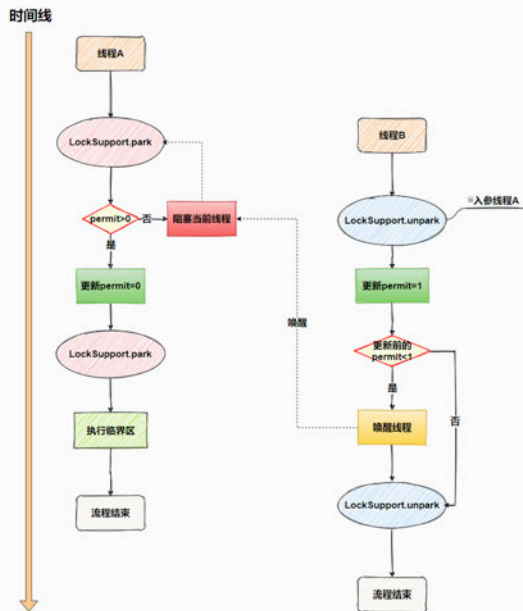 时间线
线程A
LockSupport.park
permit>0
否
阻塞当前线程
是
更新permit=0
LockSupport.park
执行临界区
流程结束
线程B
LockSupport.unpark
入参线程A
更新permit=1
唤醒
更新前的
permit<1
是
否
唤醒线程
LockSupport.unpark
流程结束